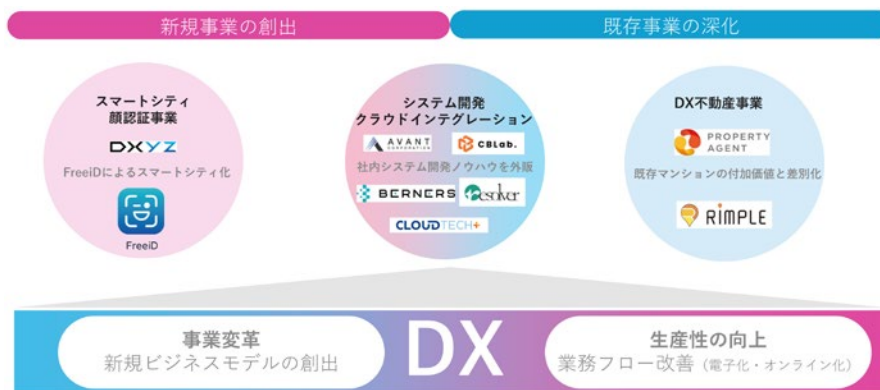 新規事業の創出
既存事業の深化
スマートシティ
顔認証事業
DXYZ
FreeiDによるスマートシティ化
FreeiD
システム開発
クラウドインテグレーション
AVANT
CORPORATION
CBLab.
社内システム開発ノウハウを外販
BERNERS
Resolver
CLOUDTECH+
DX不動産事業
PROPERTY
AGENT
既存マンションの付加価値と差別化
RIMPLE
事業変革
新規ビジネスモデルの創出
DX
生産性の向上
業務フロー改善（電子化・オンライン化）